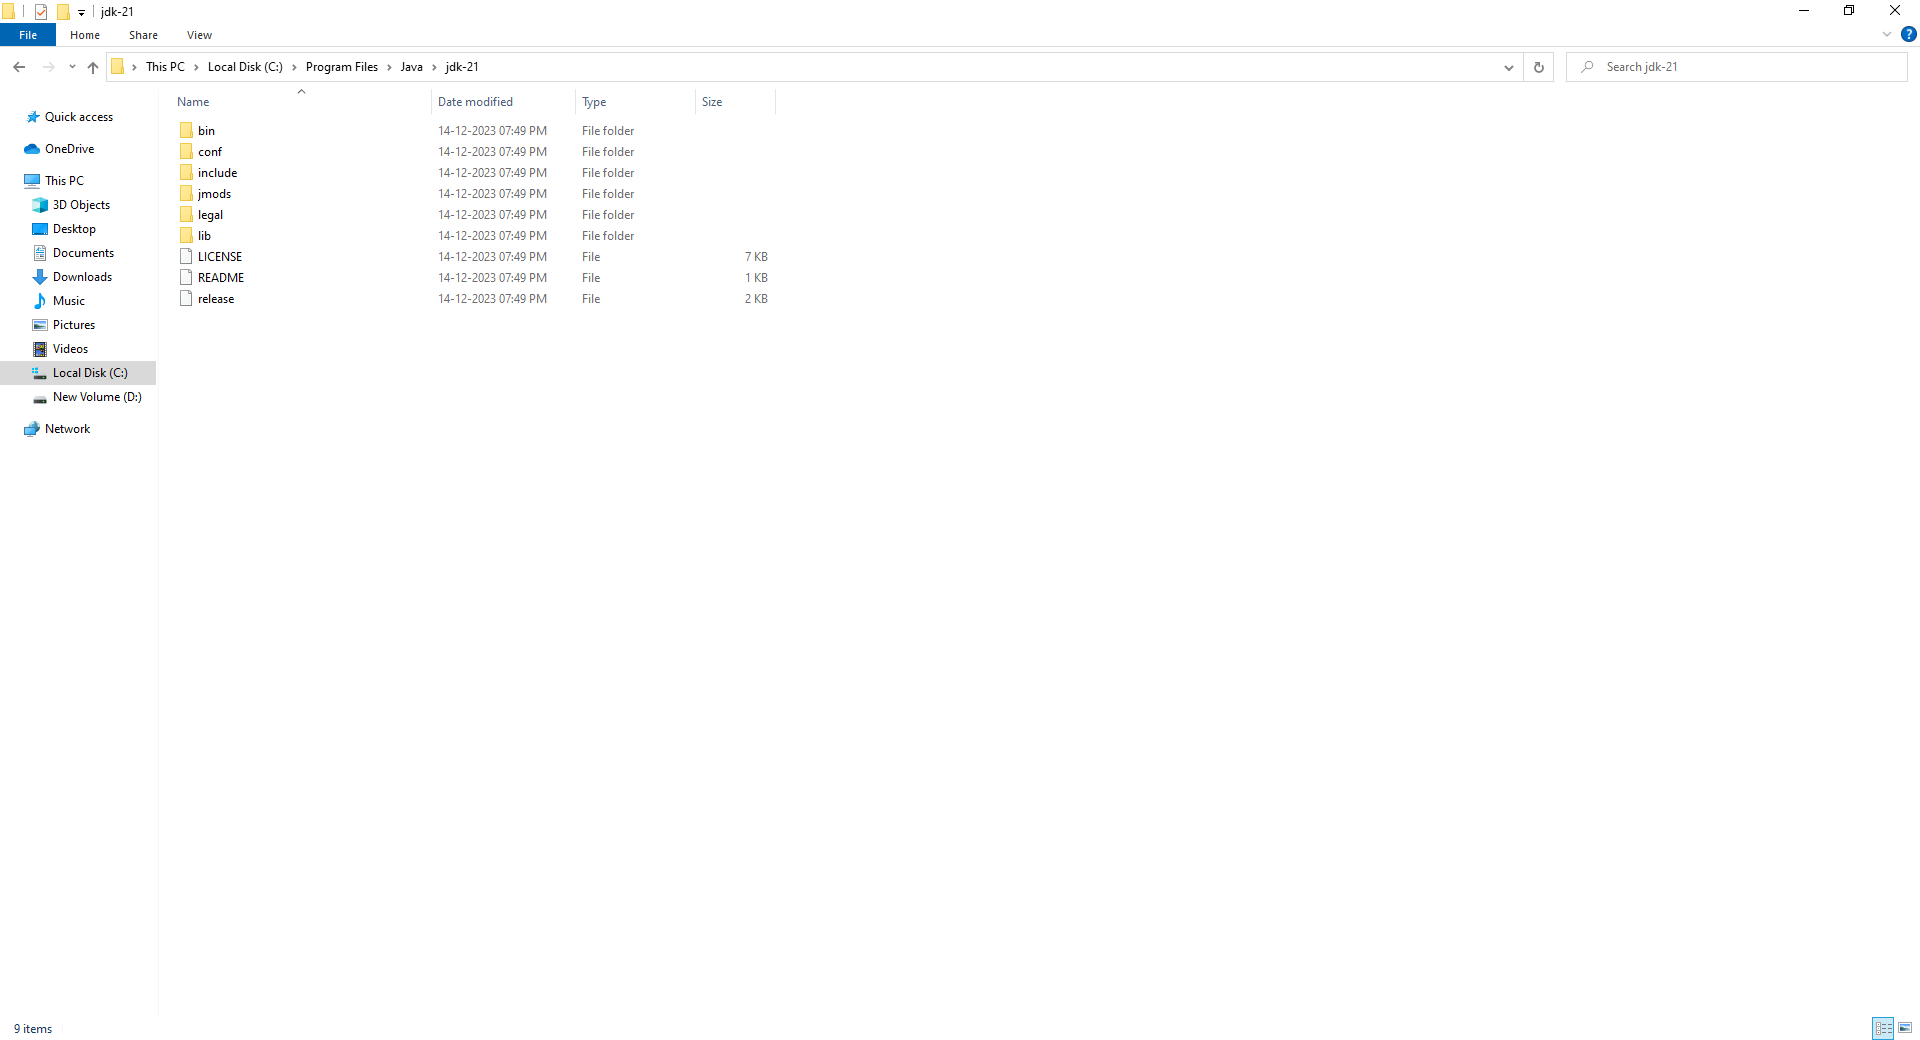 jdk-21
File Home Share View
This PC Local Disk (C:) Program Files Java jdk-21
Search jdk-21
Name Date modified Type Size
Quick access
OneDrive
This PC
3D Objects
Desktop
Documents
Downloads
Music
Pictures
Videos
Local Disk (C:)
New Volume (D:)
Network
bin 14-12-2023 07:49 PM File folder
conf 14-12-2023 07:49 PM File folder
include 14-12-2023 07:49 PM File folder
jmods 14-12-2023 07:49 PM File folder
legal 14-12-2023 07:49 PM File folder
lib 14-12-2023 07:49 PM File folder
LICENSE 14-12-2023 07:49 PM File 7 KB
README 14-12-2023 07:49 PM File 1 KB
release 14-12-2023 07:49 PM File 2 KB
9 items